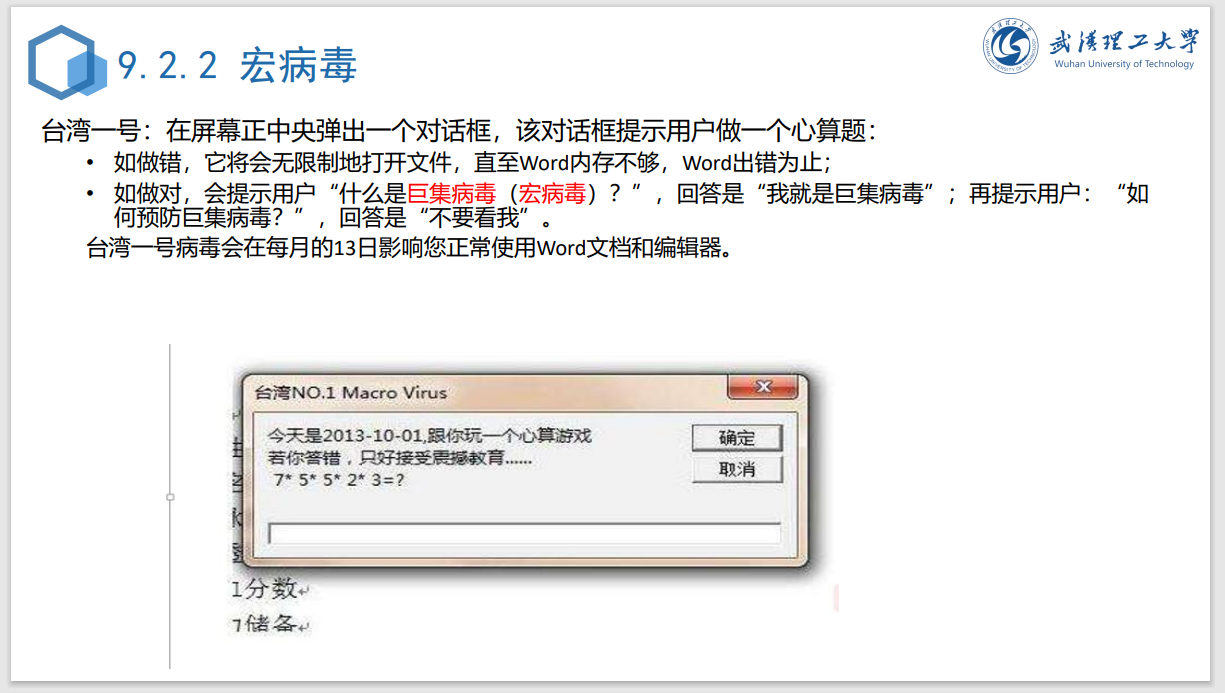 9.2.2 宏病毒
武汉理工大学
Wuhan University of Technology
台湾一号：在屏幕正中央弹出一个对话框，该对话框提示用户做一个心算题：
• 如做错，它将会无限制地打开文件，直至Word内存不够，Word出错为止；
• 如做对，会提示用户“什么是巨集病毒（宏病毒）？”，回答是“我就是巨集病毒”；再提示用户：“如
何预防巨集病毒？”，回答是“不要看我”。
台湾一号病毒会在每月的13日影响您正常使用Word文档和编辑器。
台湾NO.1 Macro Virus
今天是2013-10-01,跟你玩一个心算游戏
若你答错，只好接受震撼教育......
7* 5* 5* 2* 3=?
确定
取消
1分数
储备